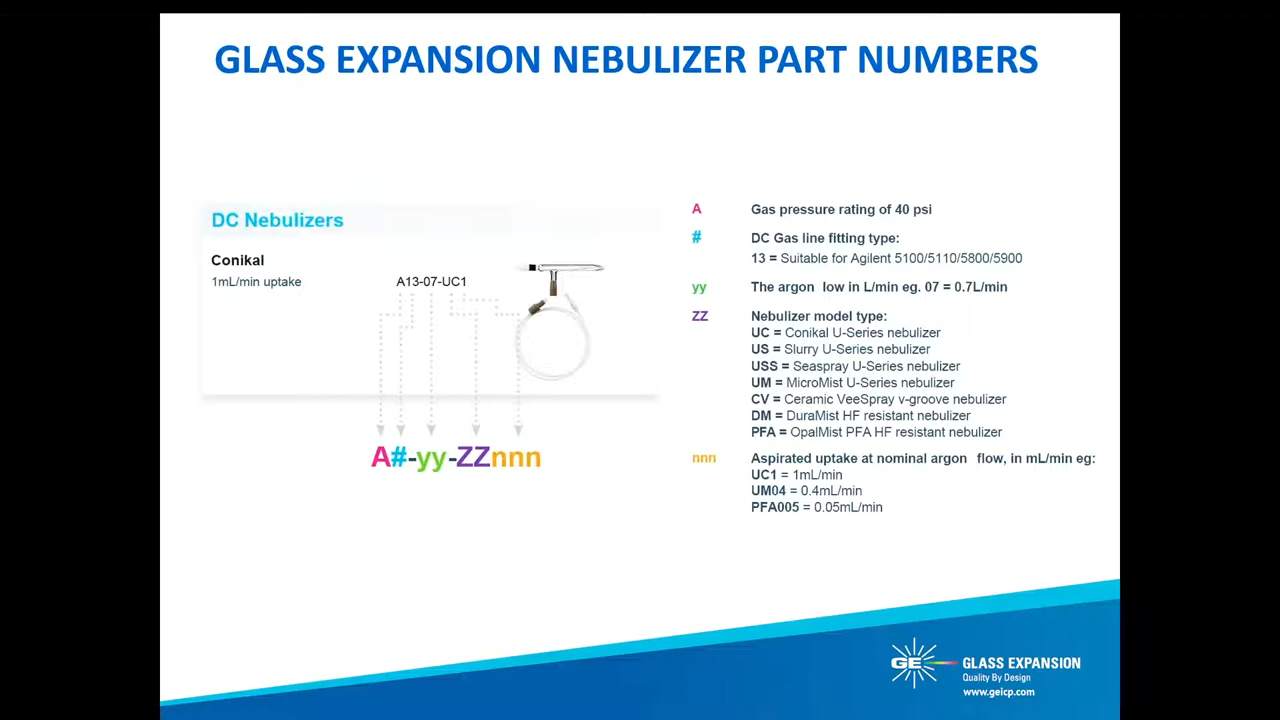 GLASS EXPANSION NEBULIZER PART NUMBERS
DC Nebulizers
Conikal
1mL/min uptake
A13-07-UC1
A#-yy-ZZnnn
A Gas pressure rating of 40 psi
# DC Gas line fitting type:
13 = Suitable for Agilent 5100/5110/5800/5900
yy The argon low in L/min eg. 07 = 0.7L/min
ZZ Nebulizer model type:
UC = Conikal U-Series nebulizer
US = Slurry U-Series nebulizer
USS = Seaspray U-Series nebulizer
UM = MicroMist U-Series nebulizer
CV = Ceramic VeeSpray v-groove nebulizer
DM = DuraMist HF resistant nebulizer
PFA = OpalMist PFA HF resistant nebulizer
nnn Aspirated uptake at nominal argon flow, in mL/min eg:
UC1 = 1mL/min
UM04 = 0.4mL/min
PFA005 = 0.05mL/min
GE GLASS EXPANSION
Quality By Design
www.geicp.com